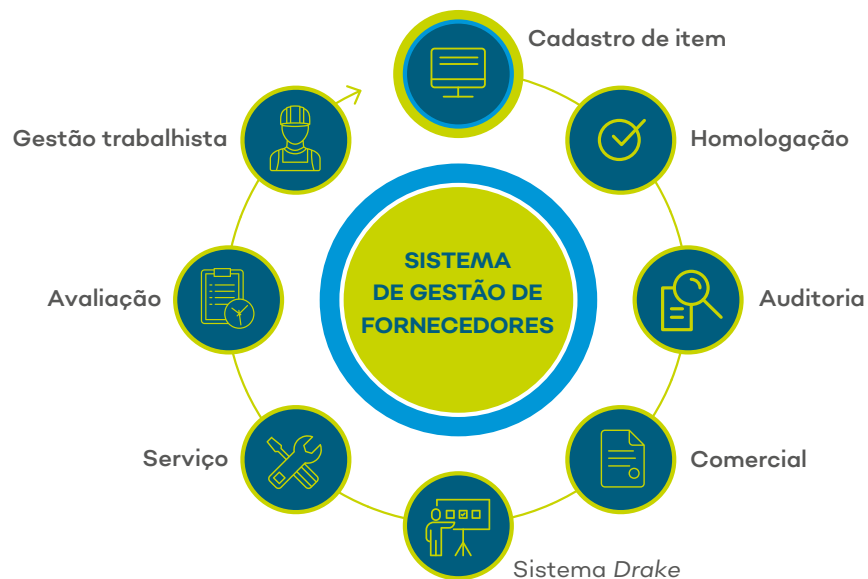 Cadastro de item
Homologação
Auditoria
Comercial
Sistema Drake
Serviço
Avaliação
Gestão trabalhista
SISTEMA
DE GESTÃO DE
FORNECEDORES